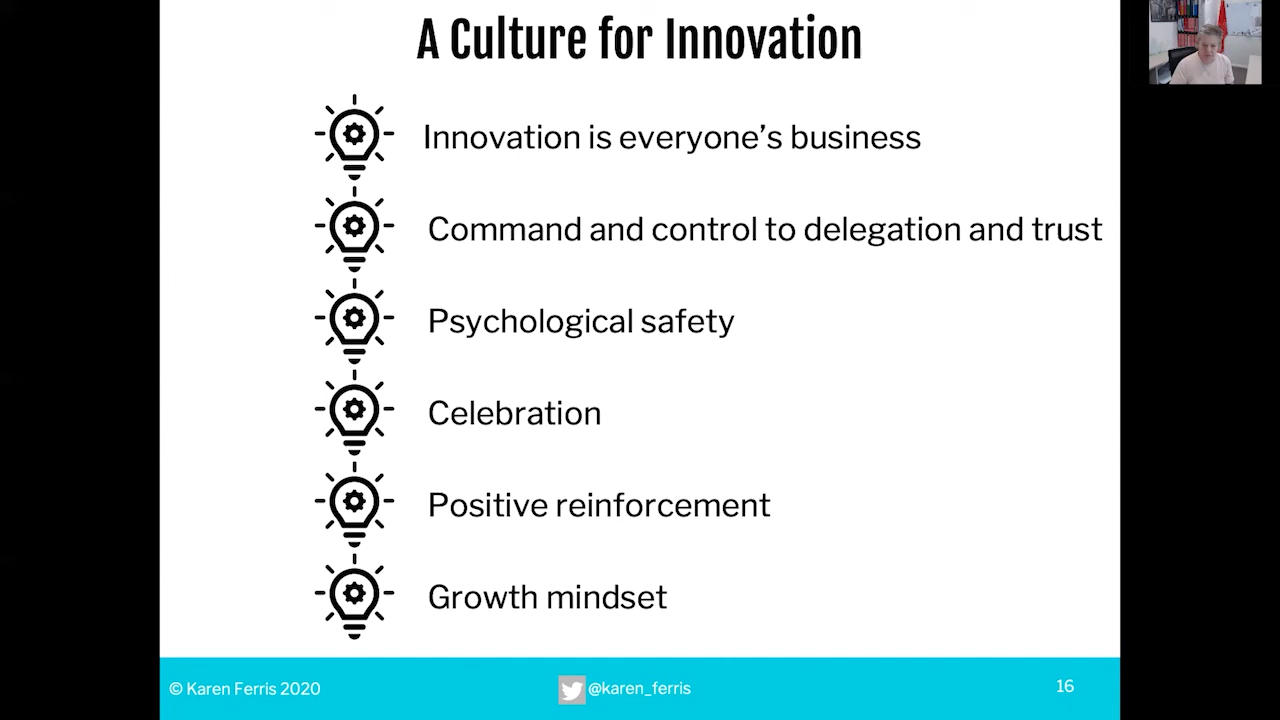 A Culture for Innovation
Innovation is everyone’s business
Command and control to delegation and trust
Psychological safety
Celebration
Positive reinforcement
Growth mindset
© Karen Ferris 2020
@karen_ferris
16